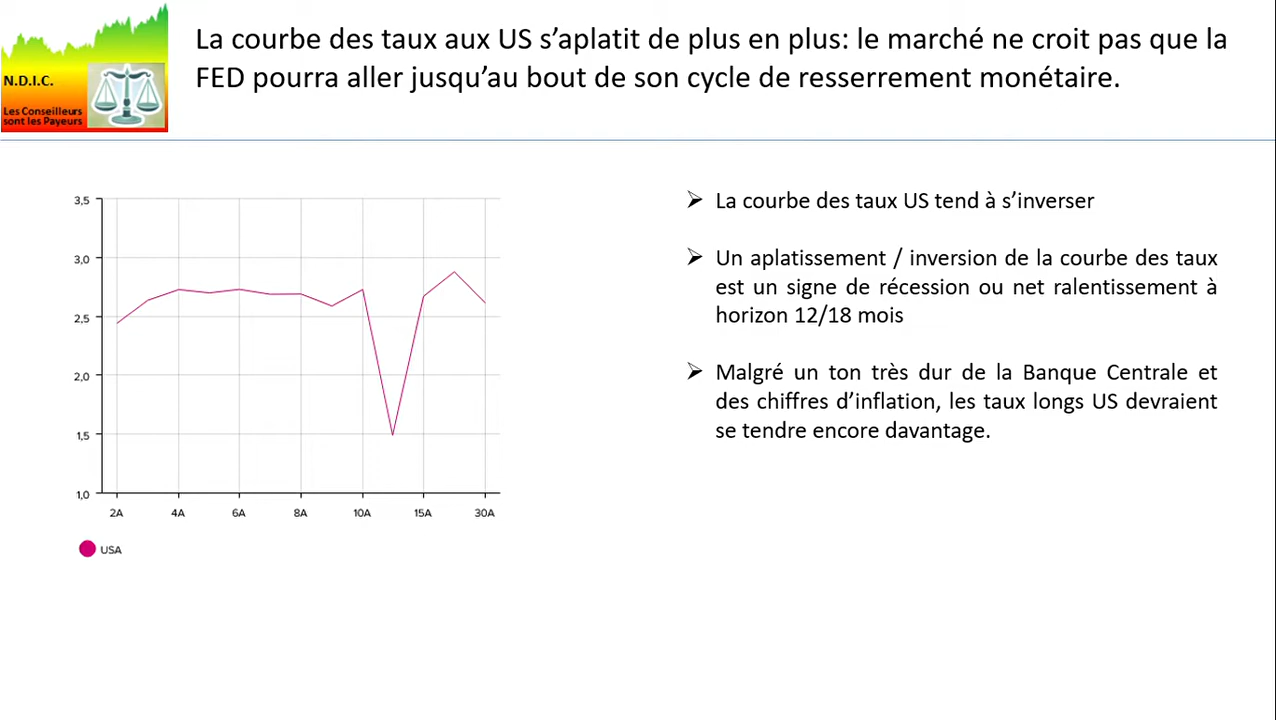 La courbe des taux aux US s’aplatit de plus en plus: le marché ne croit pas que la
FED pourra aller jusqu’au bout de son cycle de resserrement monétaire.
N.D.I.C.
Les Conseilleurs
sont les Payeurs
3,5
3,0
2,5
2,0
1,5
1,0
2A 4A 6A 8A 10A 15A 30A
USA
La courbe des taux US tend à s’inverser
Un aplatissement / inversion de la courbe des taux
est un signe de récession ou net ralentissement à
horizon 12/18 mois
Malgré un ton très dur de la Banque Centrale et
des chiffres d’inflation, les taux longs US devraient
se tendre encore davantage.